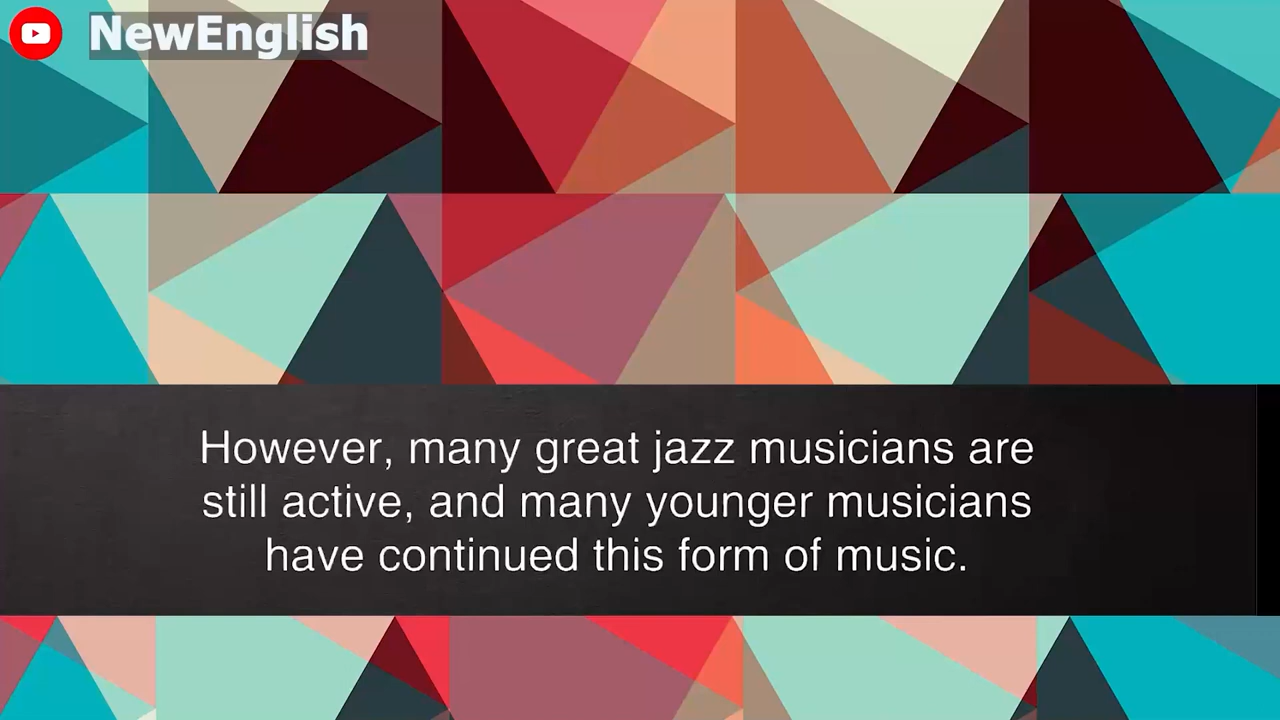 NewEnglish
However, many great jazz musicians are
still active, and many younger musicians
have continued this form of music.